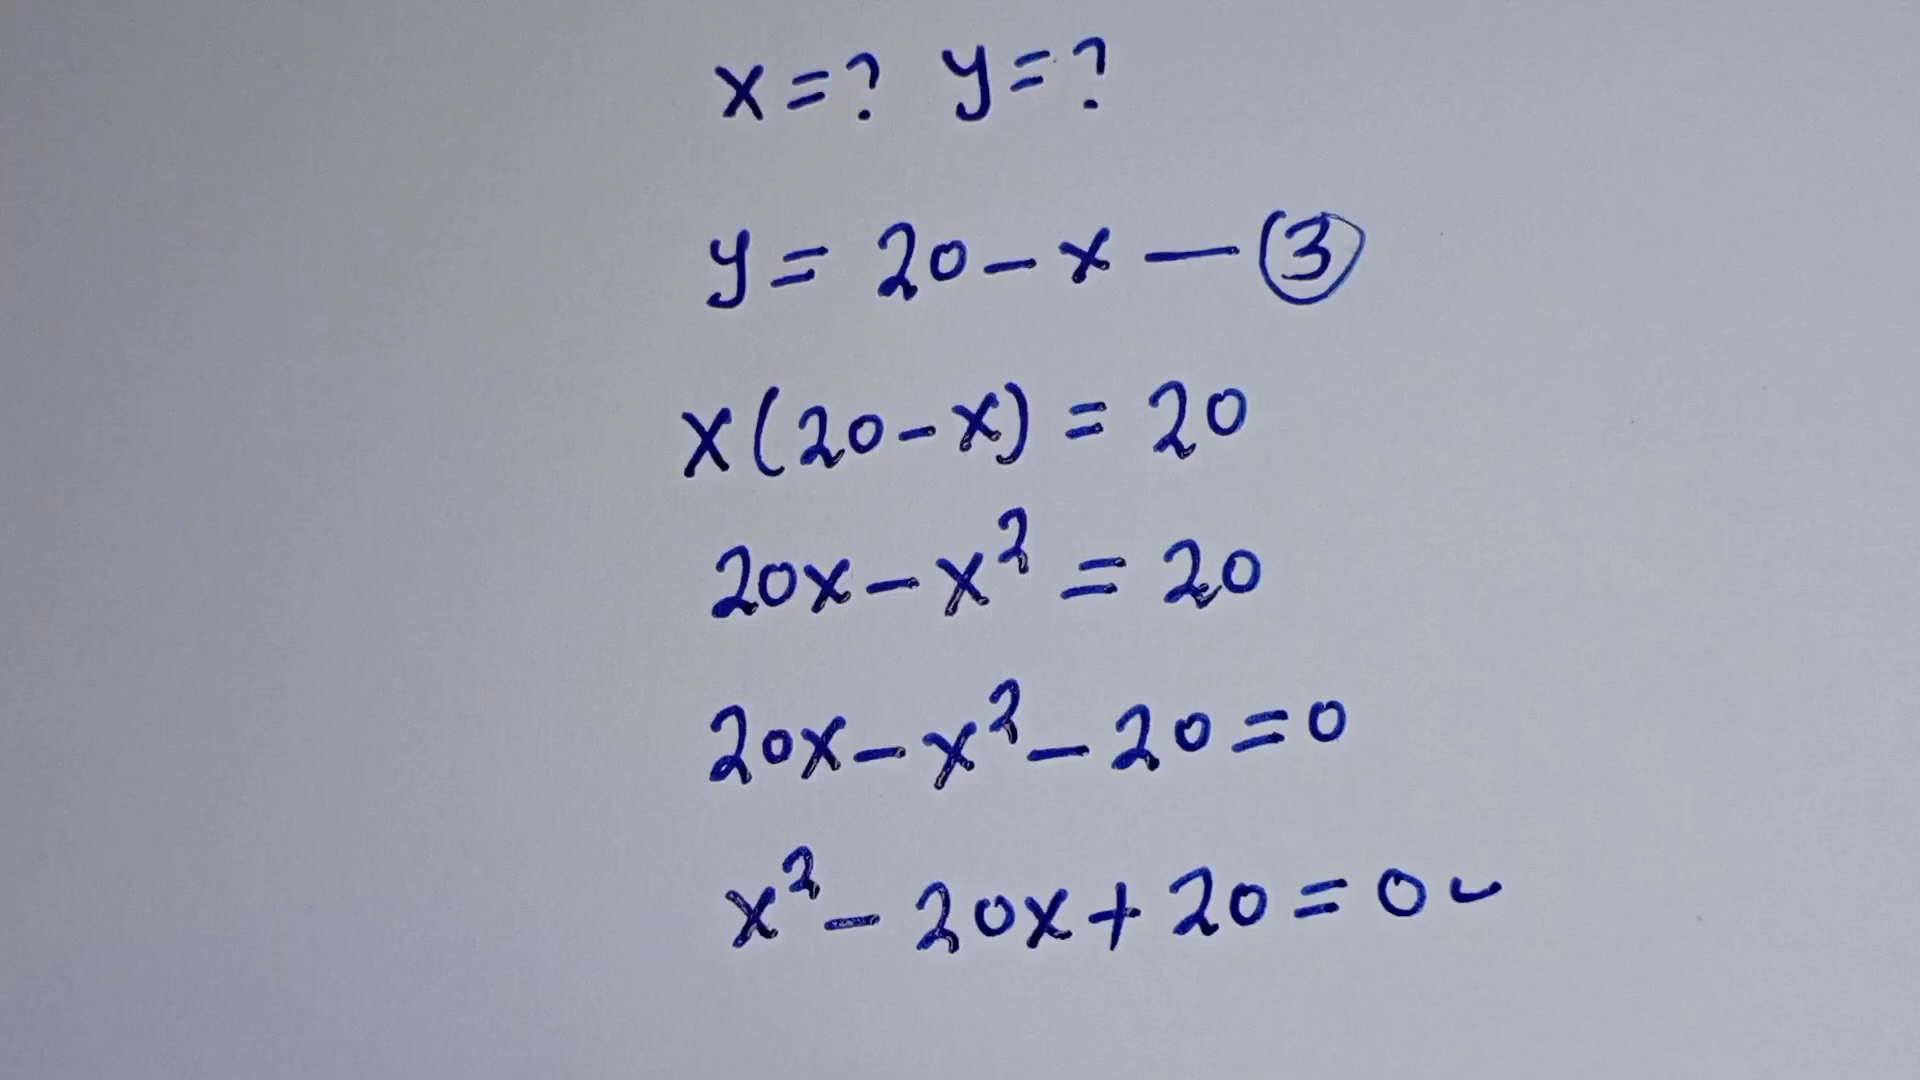 x = ? y = ?
y = 20 - x — ③
x(20 - x) = 20
20x - x² = 20
20x - x² - 20 = 0
x² - 20x + 20 = 0